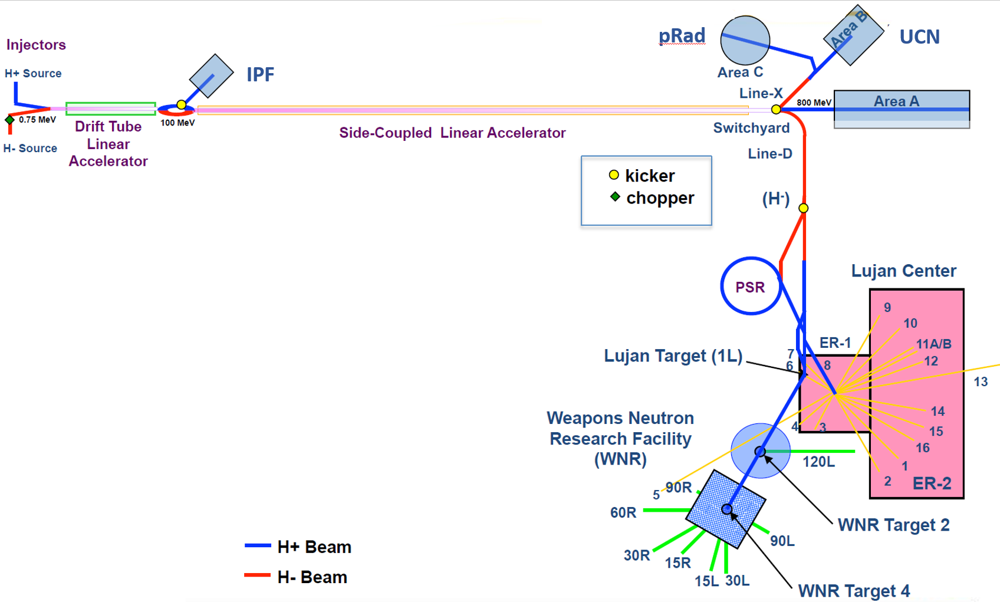 Injectors
H+ Source
0.75 MeV
H- Source
Drift Tube
Linear
Accelerator
IPF
100 MeV
Side-Coupled Linear Accelerator
pRad
Area C
Area B
UCN
Line-X
800 MeV
Area A
Switchyard
Line-D
kicker
chopper
(H-)
PSR
Lujan Center
ER-1
Lujan Target (1L)
7
6
8
4
3
9
10
11A/B
12
13
14
15
16
1
2
ER-2
Weapons Neutron
Research Facility
(WNR)
120L
5
90R
60R
30R
15R
15L
30L
90L
WNR Target 2
WNR Target 4
H+ Beam
H- Beam